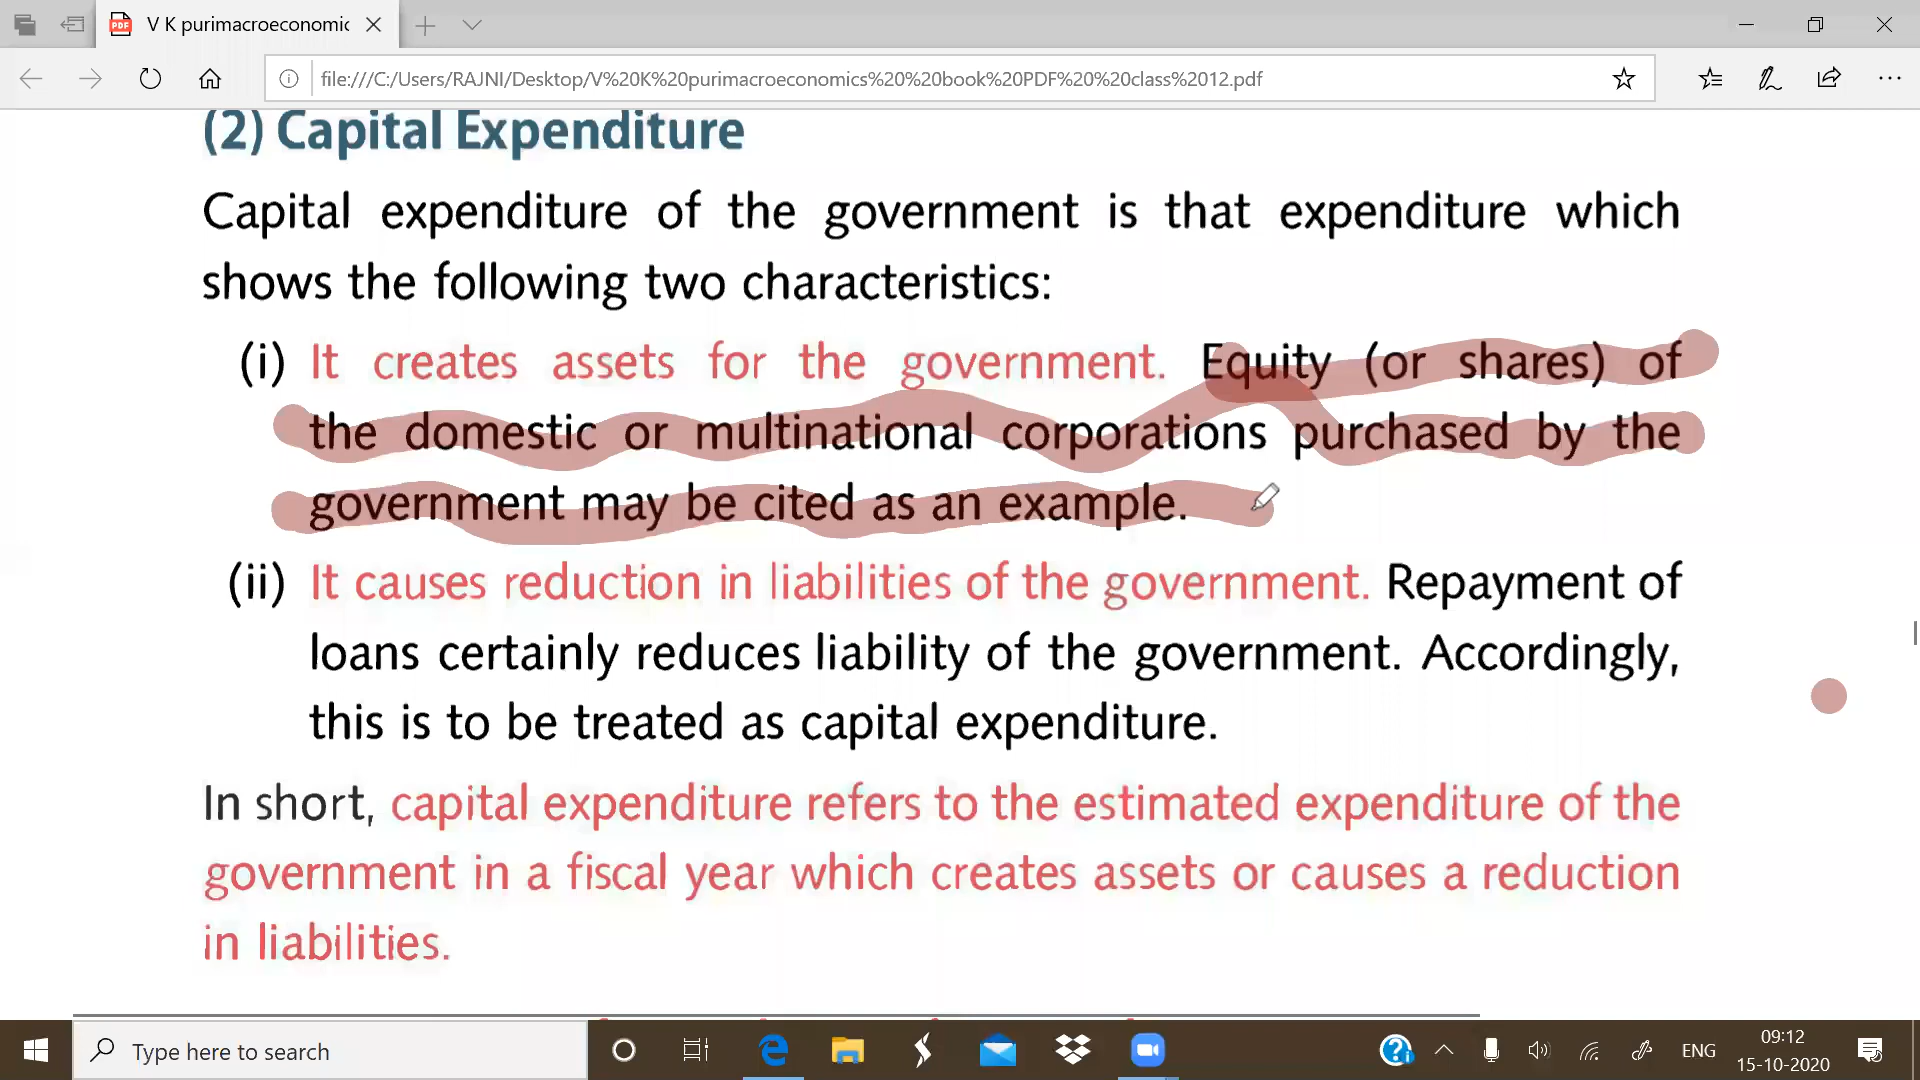 V K purimacroeconomic
file:///C:/Users/RAJNI/Desktop/V%20K%20purimacroeconomics%20%20book%20PDF%20%20class%2012.pdf
(2) Capital Expenditure
Capital expenditure of the government is that expenditure which
shows the following two characteristics:
(i) It creates assets for the government. Equity (or shares) of
the domestic or multinational corporations purchased by the
government may be cited as an example.
(ii) It causes reduction in liabilities of the government. Repayment of
loans certainly reduces liability of the government. Accordingly,
this is to be treated as capital expenditure.
In short, capital expenditure refers to the estimated expenditure of the
government in a fiscal year which creates assets or causes a reduction
in liabilities.
Type here to search
ENG
09:12
15-10-2020